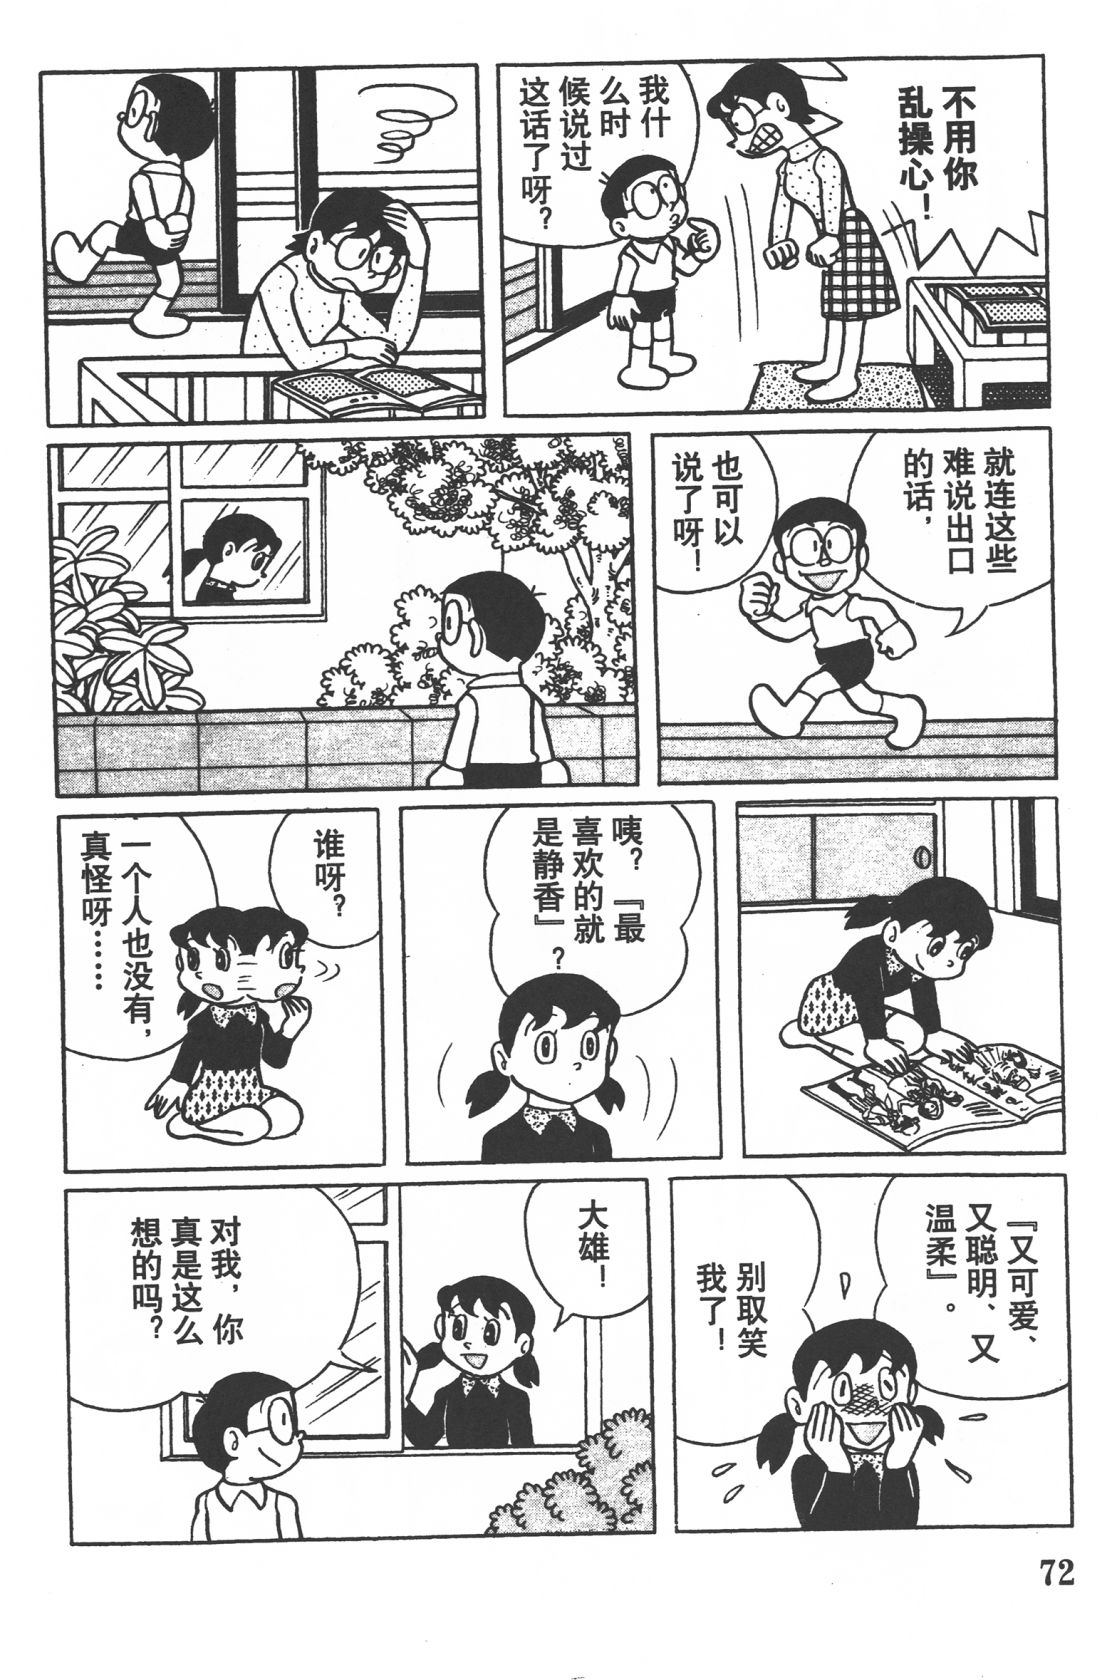 不用你
乱操心！
我什
么时
候说过
这话了呀？
就连这些
难说出口
的话，
也可以
说了呀！
咦？『最
喜欢的就
是静香』？
谁呀？
一个人也没有，
真怪呀……
『又可爱、
又聪明、又
温柔』。
别取笑
我了！
大雄！
对我，你
真是这么
想的吗？
72